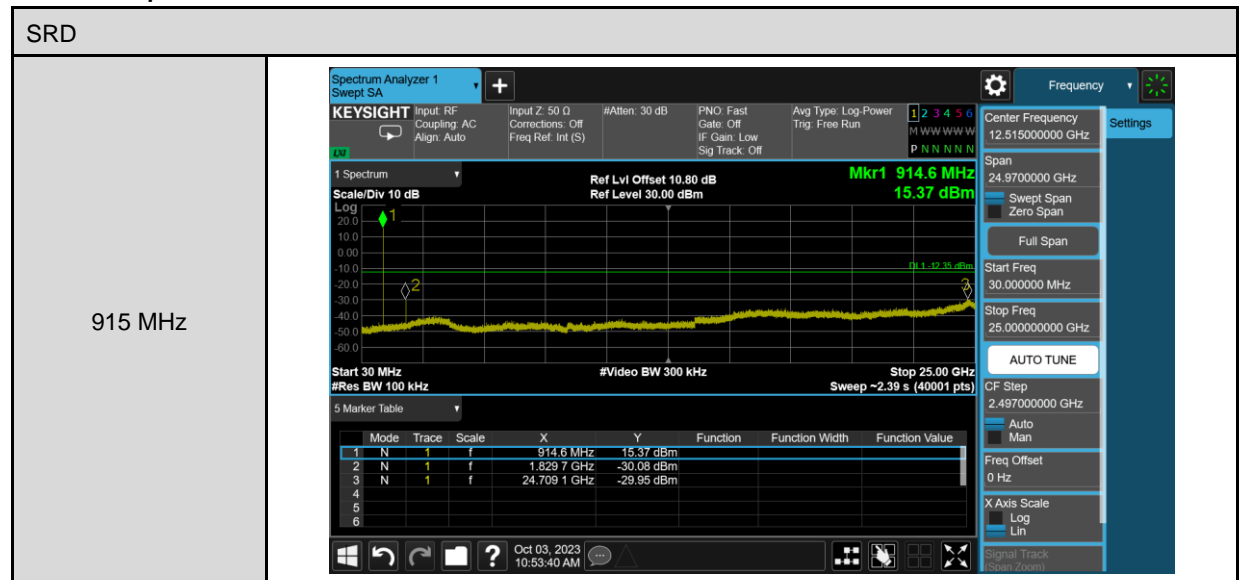 SRD
915 MHz
Spectrum Analyzer 1
Swept SA
Frequency
KEYSIGHT
Input: RF
Coupling: AC
Align: Auto
Input Z: 50 Ω
Corrections: Off
Freq Ref: Int (S)
#Atten: 30 dB
PNO: Fast
Gate: Off
IF Gain: Low
Sig Track: Off
Avg Type: Log-Power
Trig: Free Run
1 2 3 4 5 6
M W W W W W
P N N N N N
LXI
1 Spectrum
Scale/Div 10 dB
Ref Lvl Offset 10.80 dB
Ref Level 30.00 dBm
Mkr1 914.6 MHz
15.37 dBm
Log
20.0
10.0
0.00
-10.0
-20.0
-30.0
-40.0
-50.0
-60.0
1
2
3
DL1 -12.35 dBm
Start 30 MHz
#Res BW 100 kHz
#Video BW 300 kHz
Stop 25.00 GHz
Sweep ~2.39 s (40001 pts)
5 Marker Table
Mode Trace Scale X Y Function Function Width Function Value
1 N 1 f 914.6 MHz 15.37 dBm
2 N 1 f 1.829 7 GHz -30.08 dBm
3 N 1 f 24.709 1 GHz -29.95 dBm
4
5
6
?
Oct 03, 2023
10:53:40 AM
Center Frequency
12.515000000 GHz
Settings
Span
24.9700000 GHz
Swept Span
Zero Span
Full Span
Start Freq
30.000000 MHz
Stop Freq
25.000000000 GHz
AUTO TUNE
CF Step
2.497000000 GHz
Auto
Man
Freq Offset
0 Hz
X Axis Scale
Log
Lin
Signal Track
(Span Zoom)